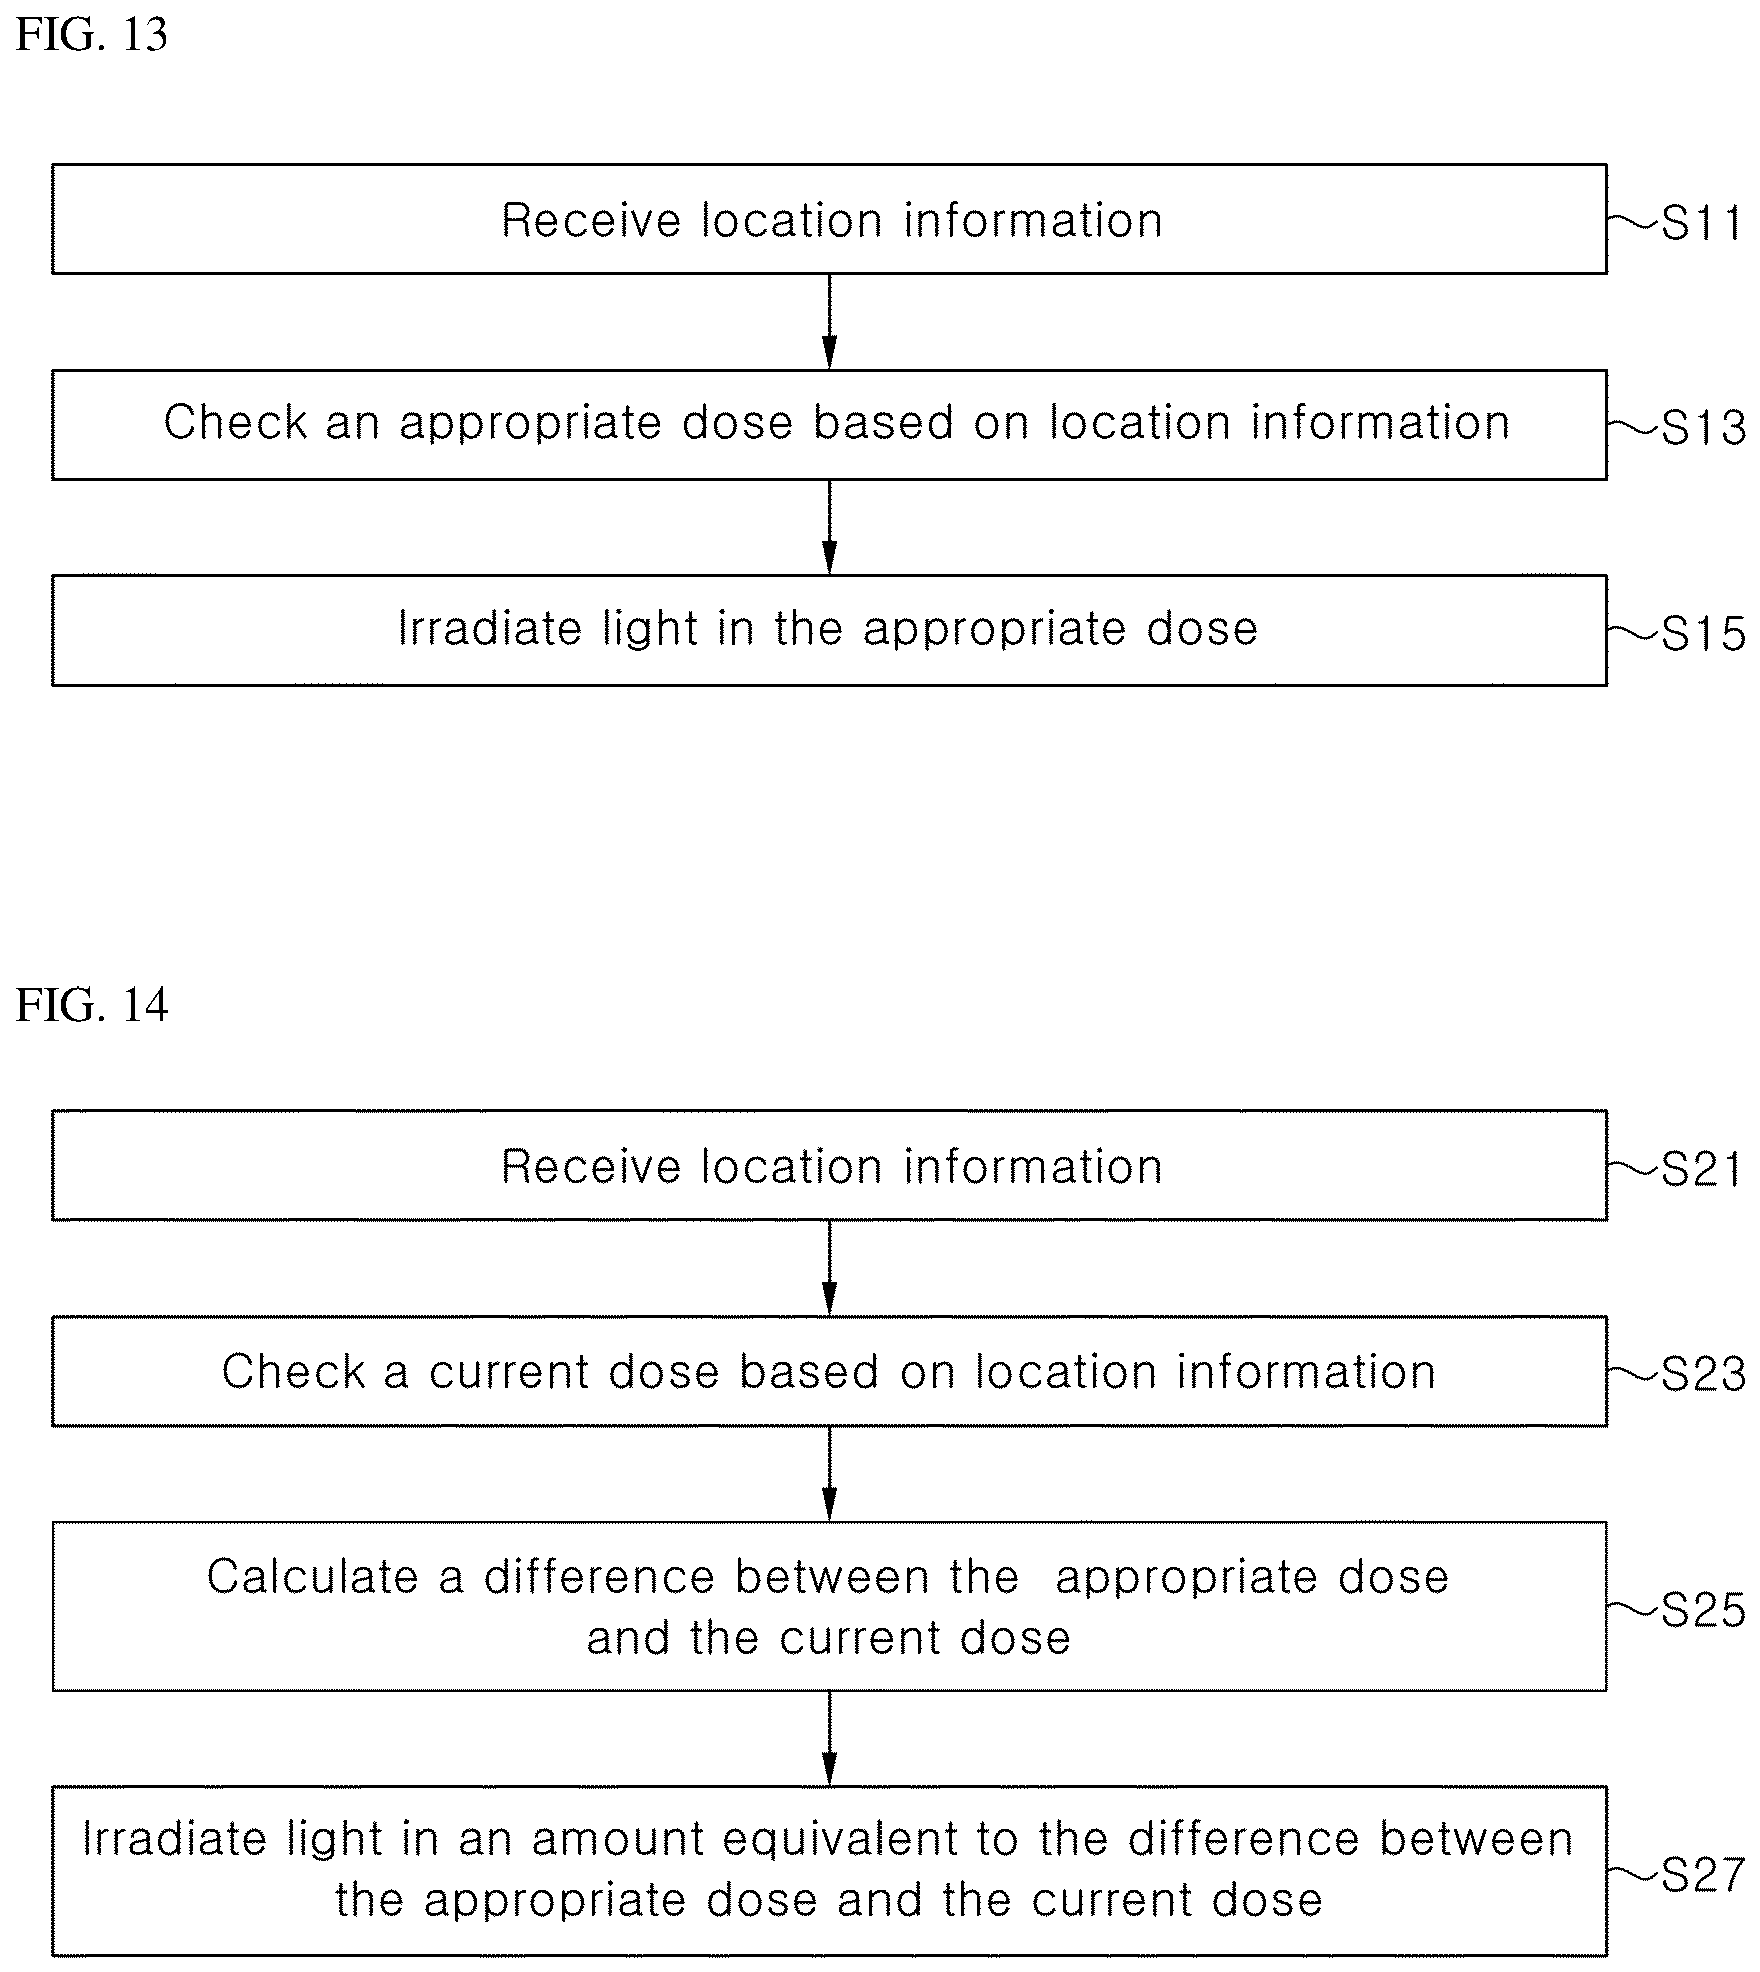 FIG. 13
Receive location information
S11
Check an appropriate dose based on location information
S13
Irradiate light in the appropriate dose
S15
FIG. 14
Receive location information
S21
Check a current dose based on location information
S23
Calculate a difference between the appropriate dose
and the current dose
S25
Irradiate light in an amount equivalent to the difference between
the appropriate dose and the current dose
S27